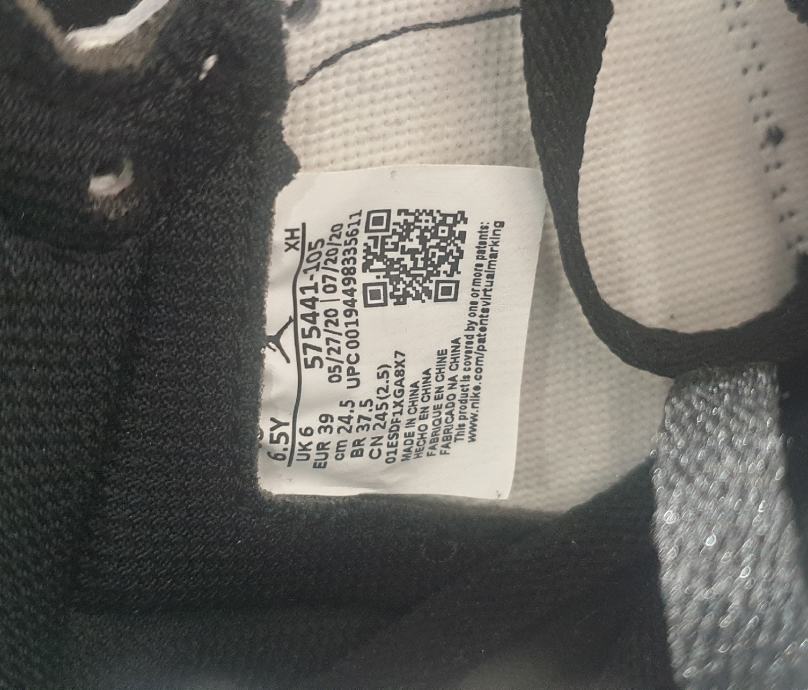 6.5Y XH
UK 6 575441-105
EUR 39 05/27/20 | 07/20/20
cm 24.5 UPC 00194498335611
BR 37.5
CN 245(2.5)
01ESDF1XGA8X7
MADE IN CHINA
HECHO EN CHINA
FABRIQUE EN CHINE
FABRICADO NA CHINA
This product is covered by one or more patents:
www.nike.com/patentsvirtualmarking